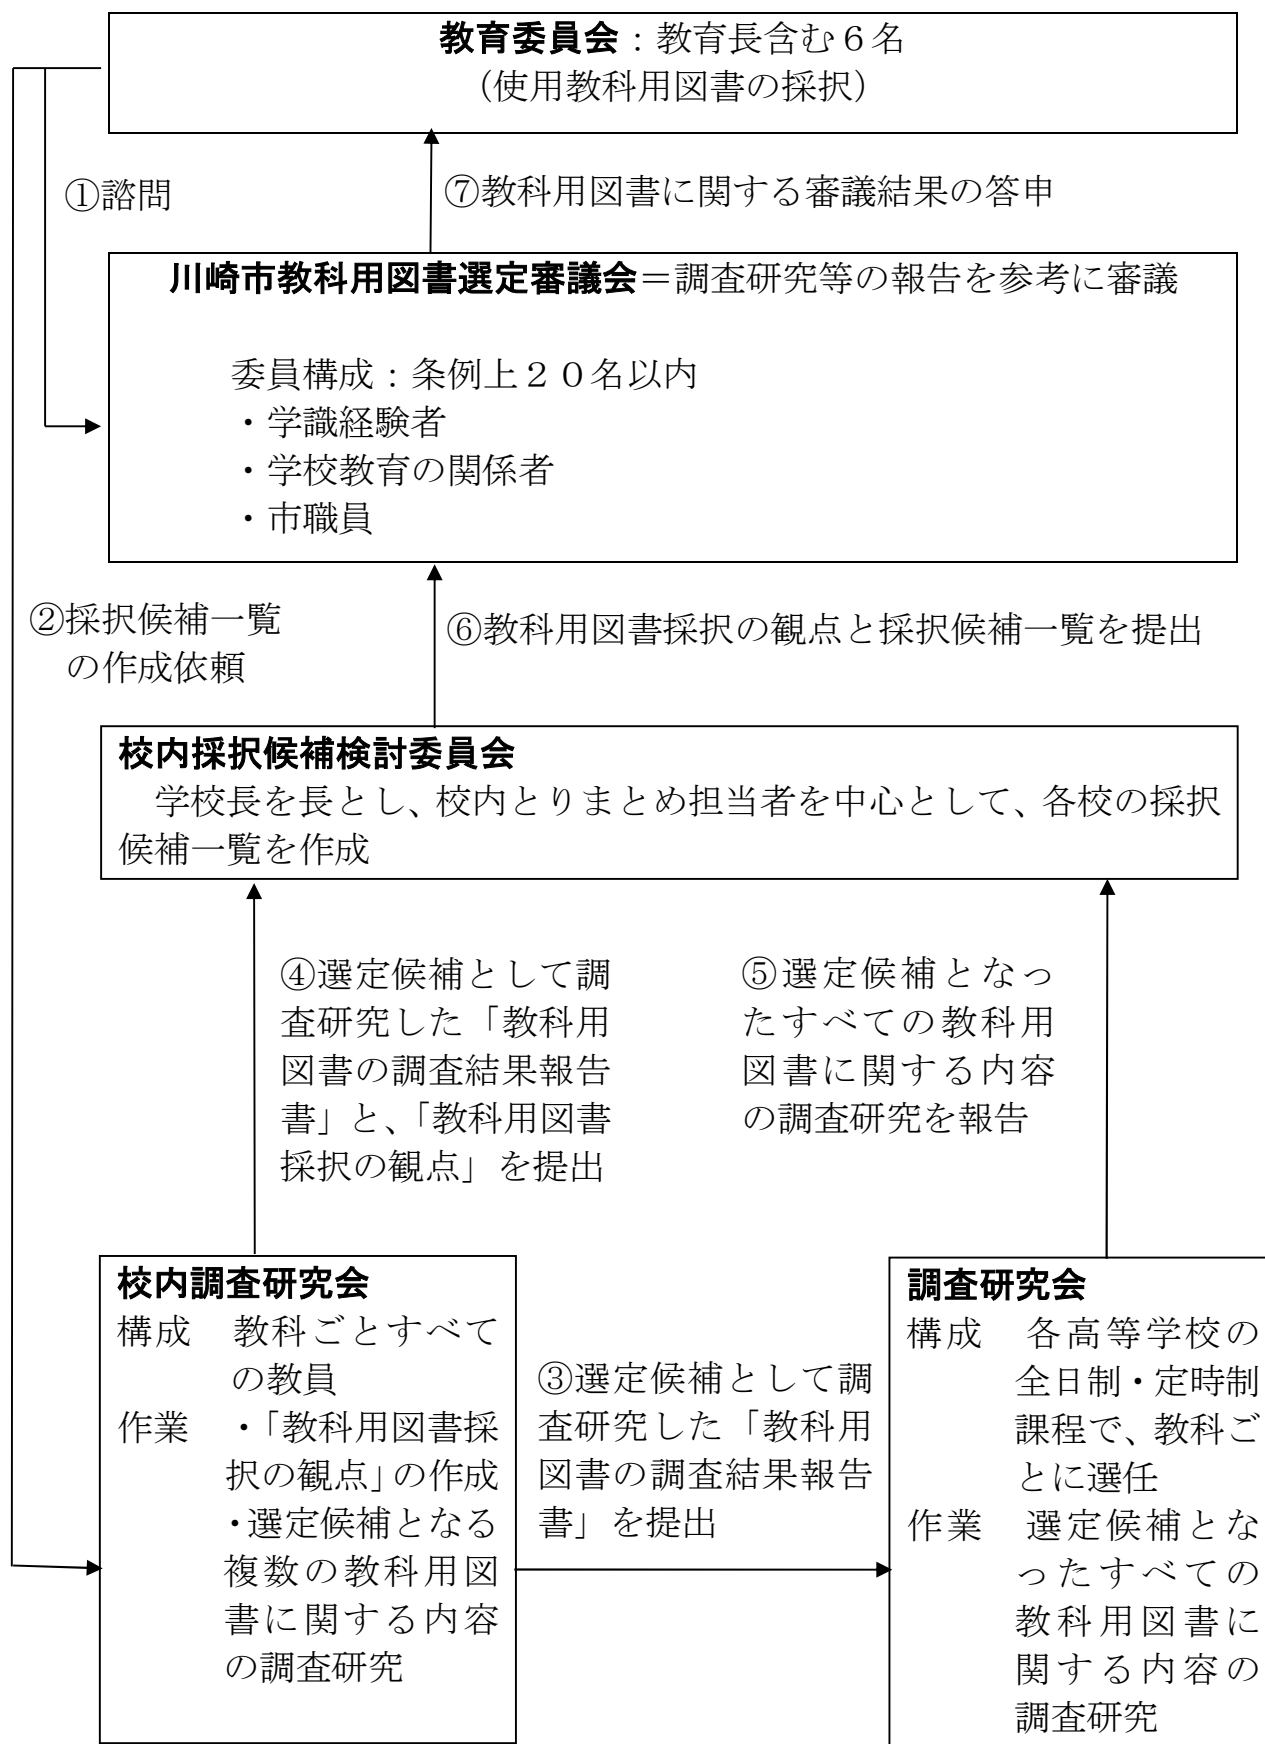 教育委員会：教育長含む６名
（使用教科用図書の採択）
①諮問
⑦教科用図書に関する審議結果の答申
川崎市教科用図書選定審議会＝調査研究等の報告を参考に審議
委員構成：条例上２０名以内
・学識経験者
・学校教育の関係者
・市職員
②採択候補一覧
の作成依頼
⑥教科用図書採択の観点と採択候補一覧を提出
校内採択候補検討委員会
学校長を長とし、校内とりまとめ担当者を中心として、各校の採択
候補一覧を作成
④選定候補として調
査研究した「教科用
図書の調査結果報告
書」と、「教科用図書
採択の観点」を提出
⑤選定候補となっ
たすべての教科用
図書に関する内容
の調査研究を報告
校内調査研究会
構成　教科ごとすべて
の教員
作業　・「教科用図書採
択の観点」の作成
・選定候補となる
複数の教科用図
書に関する内容
の調査研究
③選定候補として調
査研究した「教科用
図書の調査結果報告
書」を提出
調査研究会
構成　各高等学校の
全日制・定時制
課程で、教科ご
とに選任
作業　選定候補とな
ったすべての
教科用図書に
関する内容の
調査研究